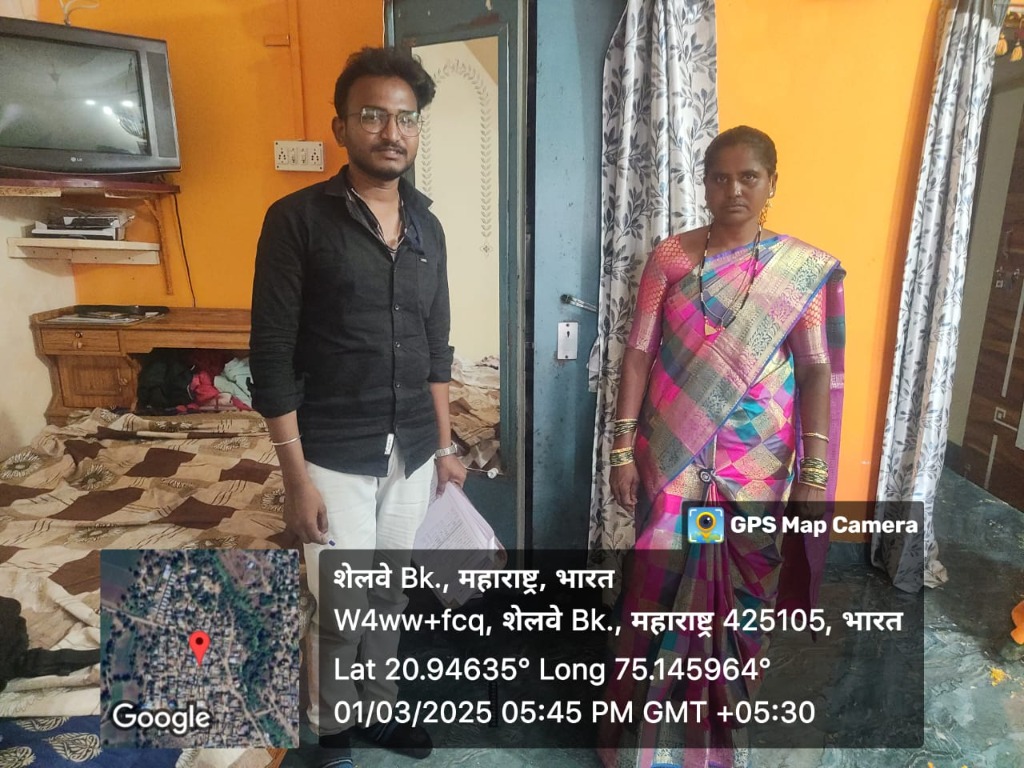 LG
GPS Map Camera
शेलवे Bk., महाराष्ट्र, भारत
W4ww+fcq, शेलवे Bk., महाराष्ट्र 425105, भारत
Lat 20.94635° Long 75.145964°
01/03/2025 05:45 PM GMT +05:30
Google